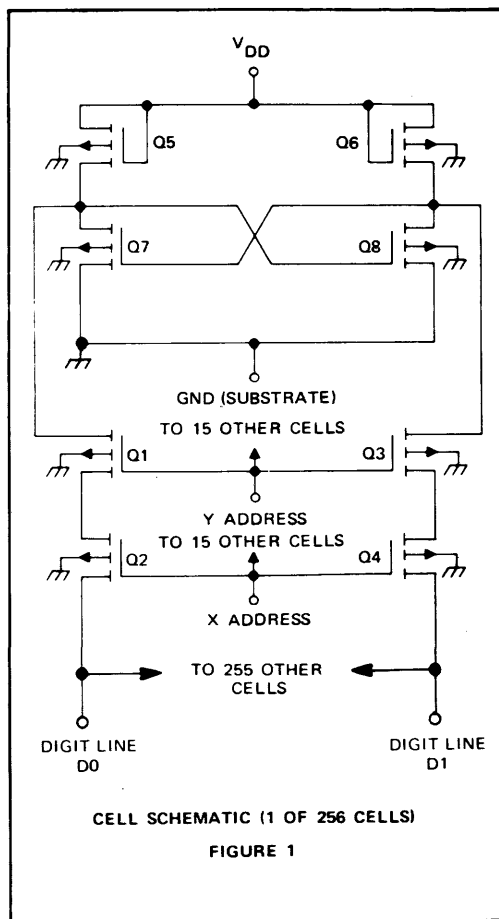 VDD
Q5
Q6
Q7
Q8
GND (SUBSTRATE)
TO 15 OTHER CELLS
Q1
Q3
Y ADDRESS
TO 15 OTHER CELLS
Q2
Q4
X ADDRESS
TO 255 OTHER
CELLS
DIGIT LINE
D0
DIGIT LINE
D1
CELL SCHEMATIC (1 OF 256 CELLS)
FIGURE 1